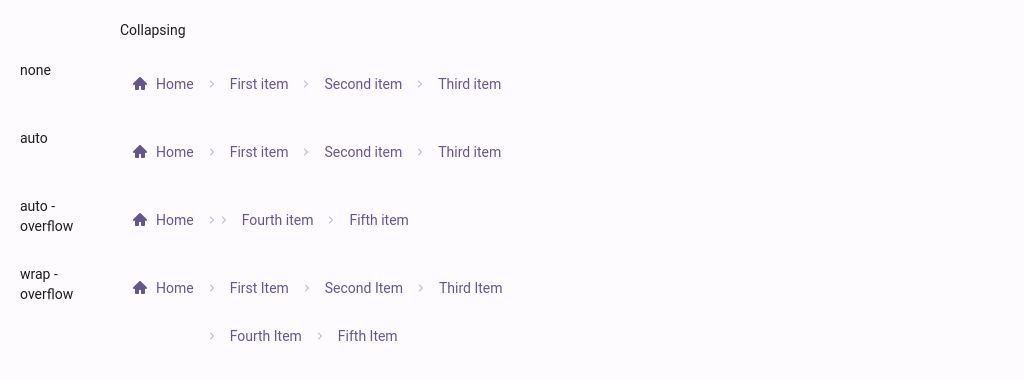 Collapsing
none
Home First item Second item Third item
auto
Home First item Second item Third item
auto -
overflow
Home Fourth item Fifth item
wrap -
overflow
Home First Item Second Item Third Item
Fourth Item Fifth Item